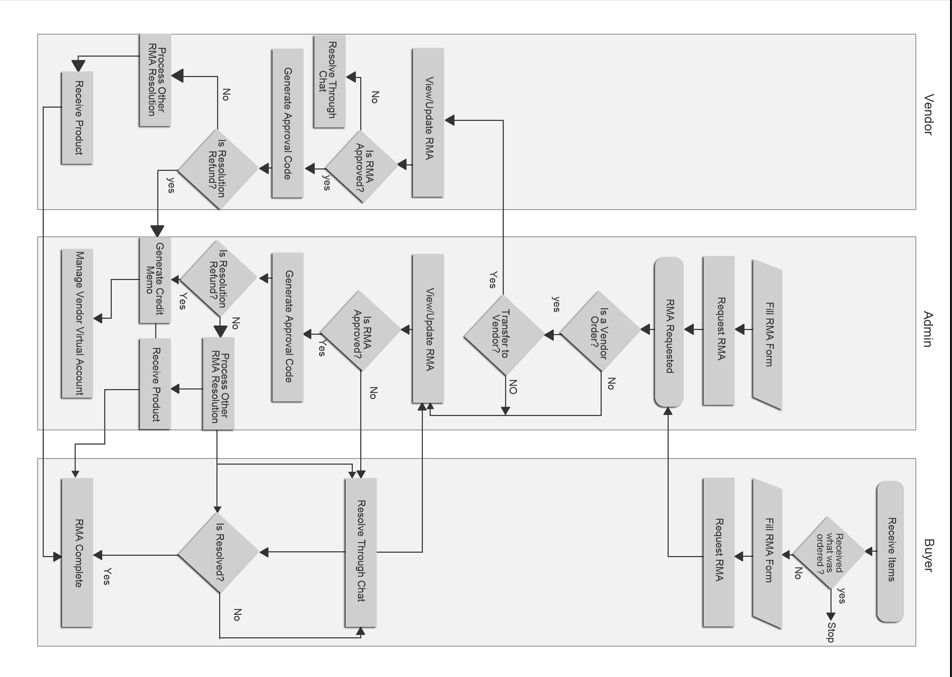 Vendor
View/Update RMA
Is RMA
Approved?
No
yes
Resolve Through
Chat
Generate Approval Code
Is Resolution
Refund?
No
yes
Process Other
RMA Resolution
Receive Product
Admin
Fill RMA Form
Request RMA
RMA Requested
Is a Vendor
Order?
yes
No
Transfer to
Vendor?
Yes
NO
View/Update RMA
Is RMA
Approved?
Yes
No
Generate Approval Code
Is Resolution
Refund?
Yes
No
Generate Credit
Memo
Process Other
RMA Resolution
Receive Product
Manage Vendor Virtual Account
Buyer
Receive Items
Received
what was
ordered ?
yes
Stop
No
Fill RMA Form
Request RMA
Resolve Through Chat
Is Resolved?
No
Yes
RMA Complete